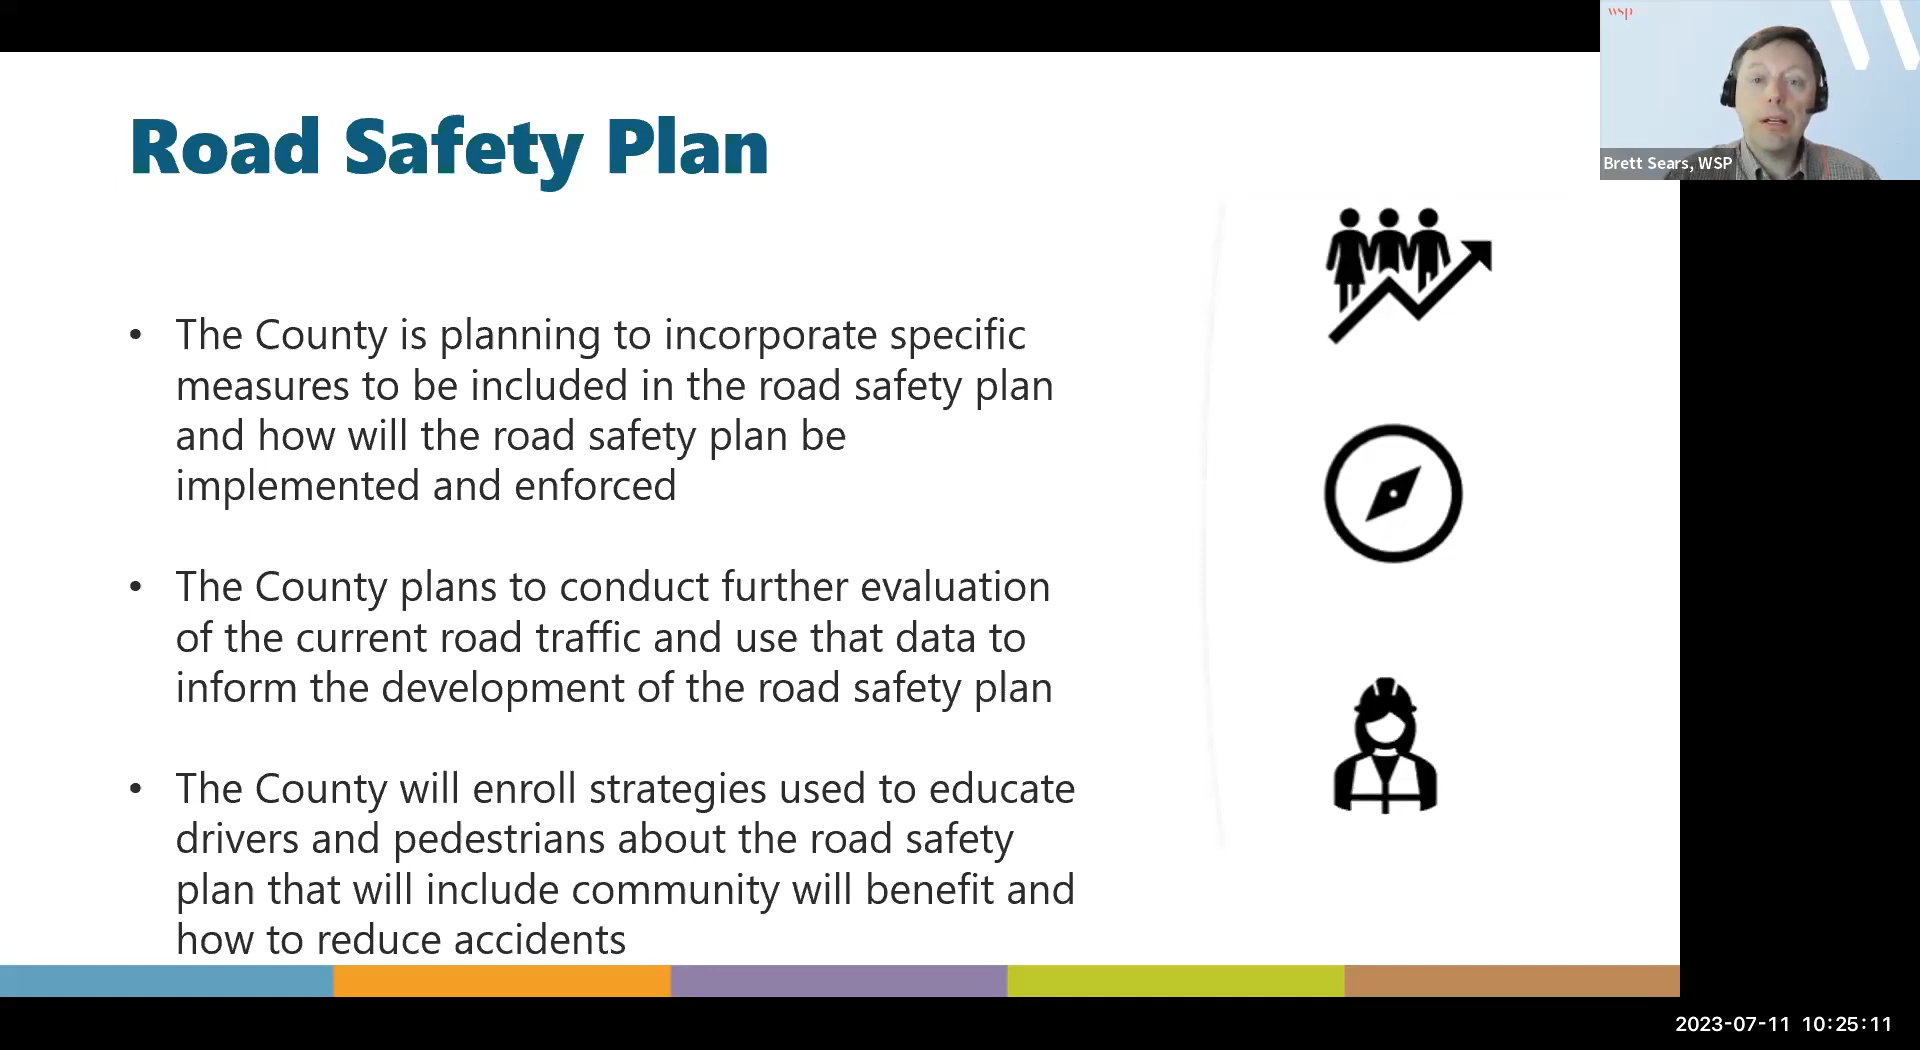 wsp
Brett Sears, WSP
Road Safety Plan
• The County is planning to incorporate specific
measures to be included in the road safety plan
and how will the road safety plan be
implemented and enforced
• The County plans to conduct further evaluation
of the current road traffic and use that data to
inform the development of the road safety plan
• The County will enroll strategies used to educate
drivers and pedestrians about the road safety
plan that will include community will benefit and
how to reduce accidents
2023-07-11 10:25:11